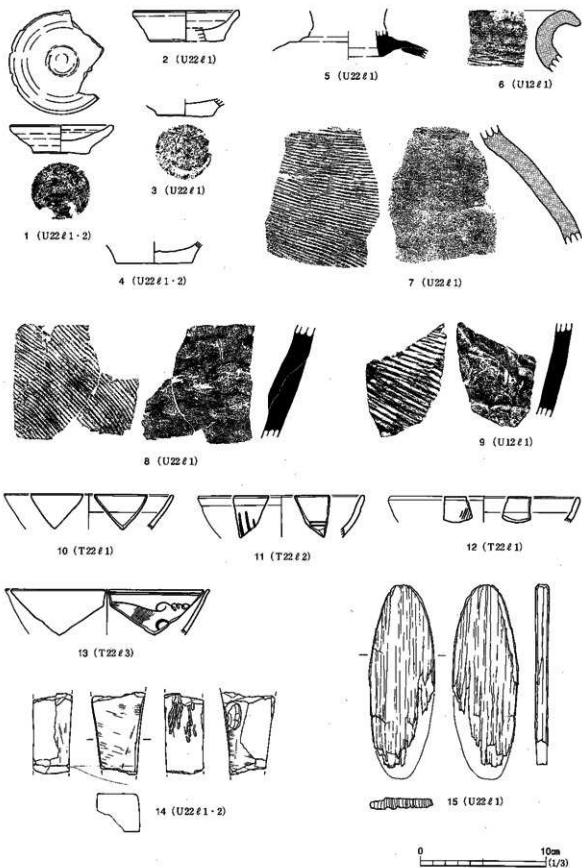 2 (U22ℓ1)
5 (U22ℓ1)
6 (U12ℓ1)
3 (U22ℓ1)
1 (U22ℓ1・2)
4 (U22ℓ1・2)
7 (U22ℓ1)
8 (U22ℓ1)
9 (U12ℓ1)
10 (T22ℓ1)
11 (T22ℓ2)
12 (T22ℓ1)
13 (T22ℓ3)
14 (U22ℓ1・2)
15 (U22ℓ1)
0 10cm
(1/3)